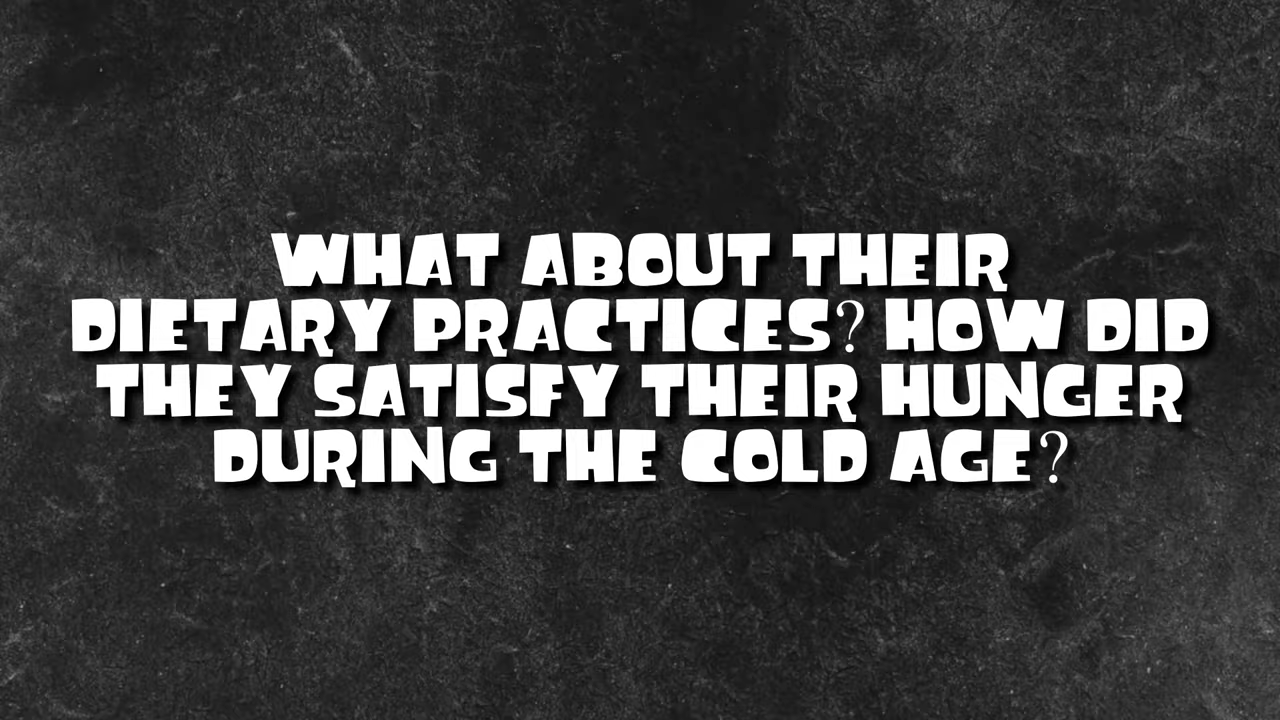 WHAT ABOUT THEIR
DIETARY PRACTICES? HOW DID
THEY SATISFY THEIR HUNGER
DURING THE COLD AGE?